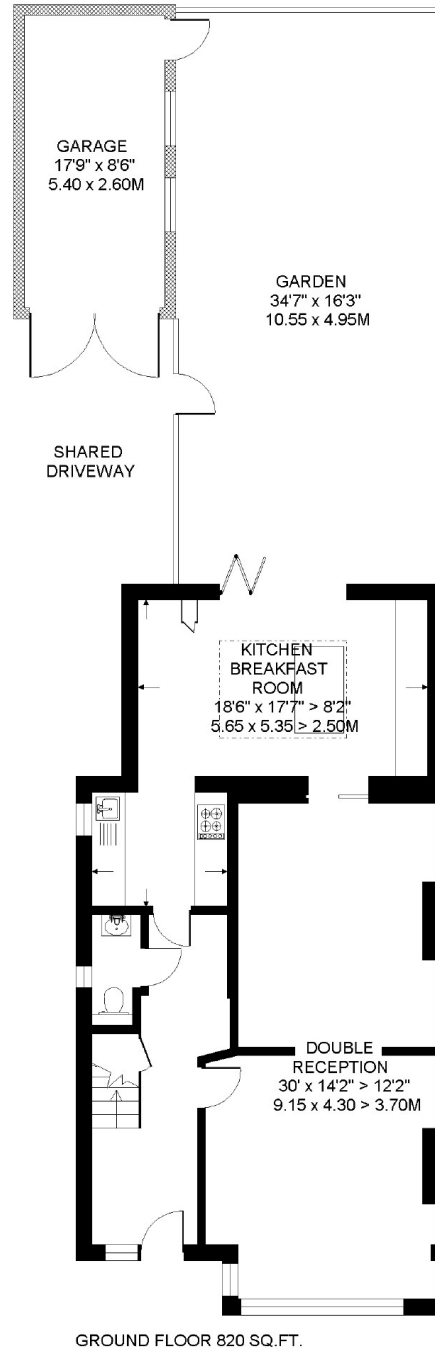 GARAGE
17'9" x 8'6"
5.40 x 2.60M
GARDEN
34'7" x 16'3"
10.55 x 4.95M
SHARED
DRIVEWAY
KITCHEN
BREAKFAST
ROOM
18'6" x 17'7" > 8'2"
5.65 x 5.35 > 2.50M
DOUBLE
RECEPTION
30' x 14'2" > 12'2"
9.15 x 4.30 > 3.70M
GROUND FLOOR 820 SQ.FT.